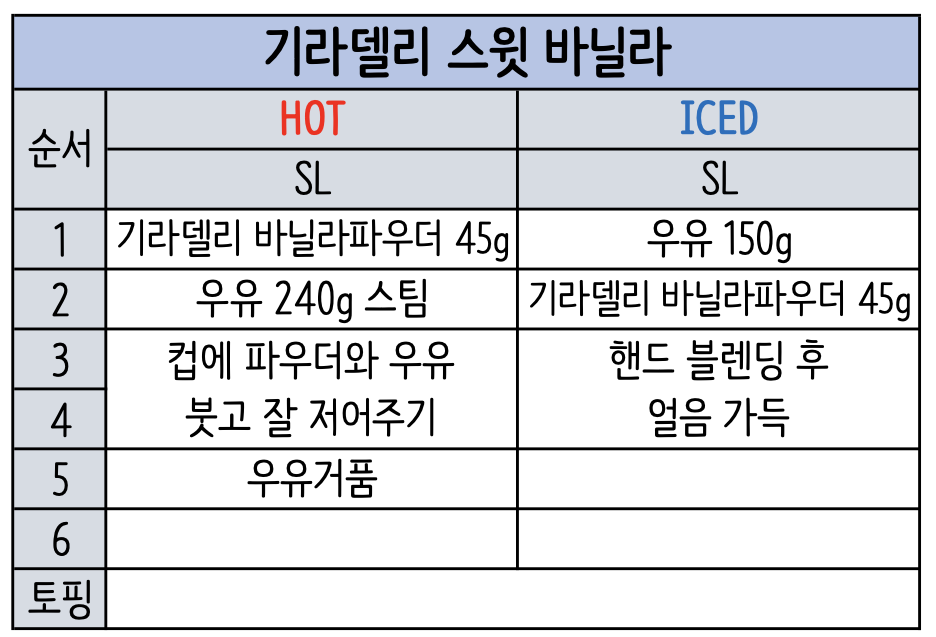 기라델리 스윗 바닐라
순서
HOT
ICED
SL
SL
1
기라델리 바닐라파우더 45g
우유 150g
2
우유 240g 스팀
기라델리 바닐라파우더 45g
3
컵에 파우더와 우유
핸드 블렌딩 후
4
붓고 잘 저어주기
얼음 가득
5
우유거품
6
토핑